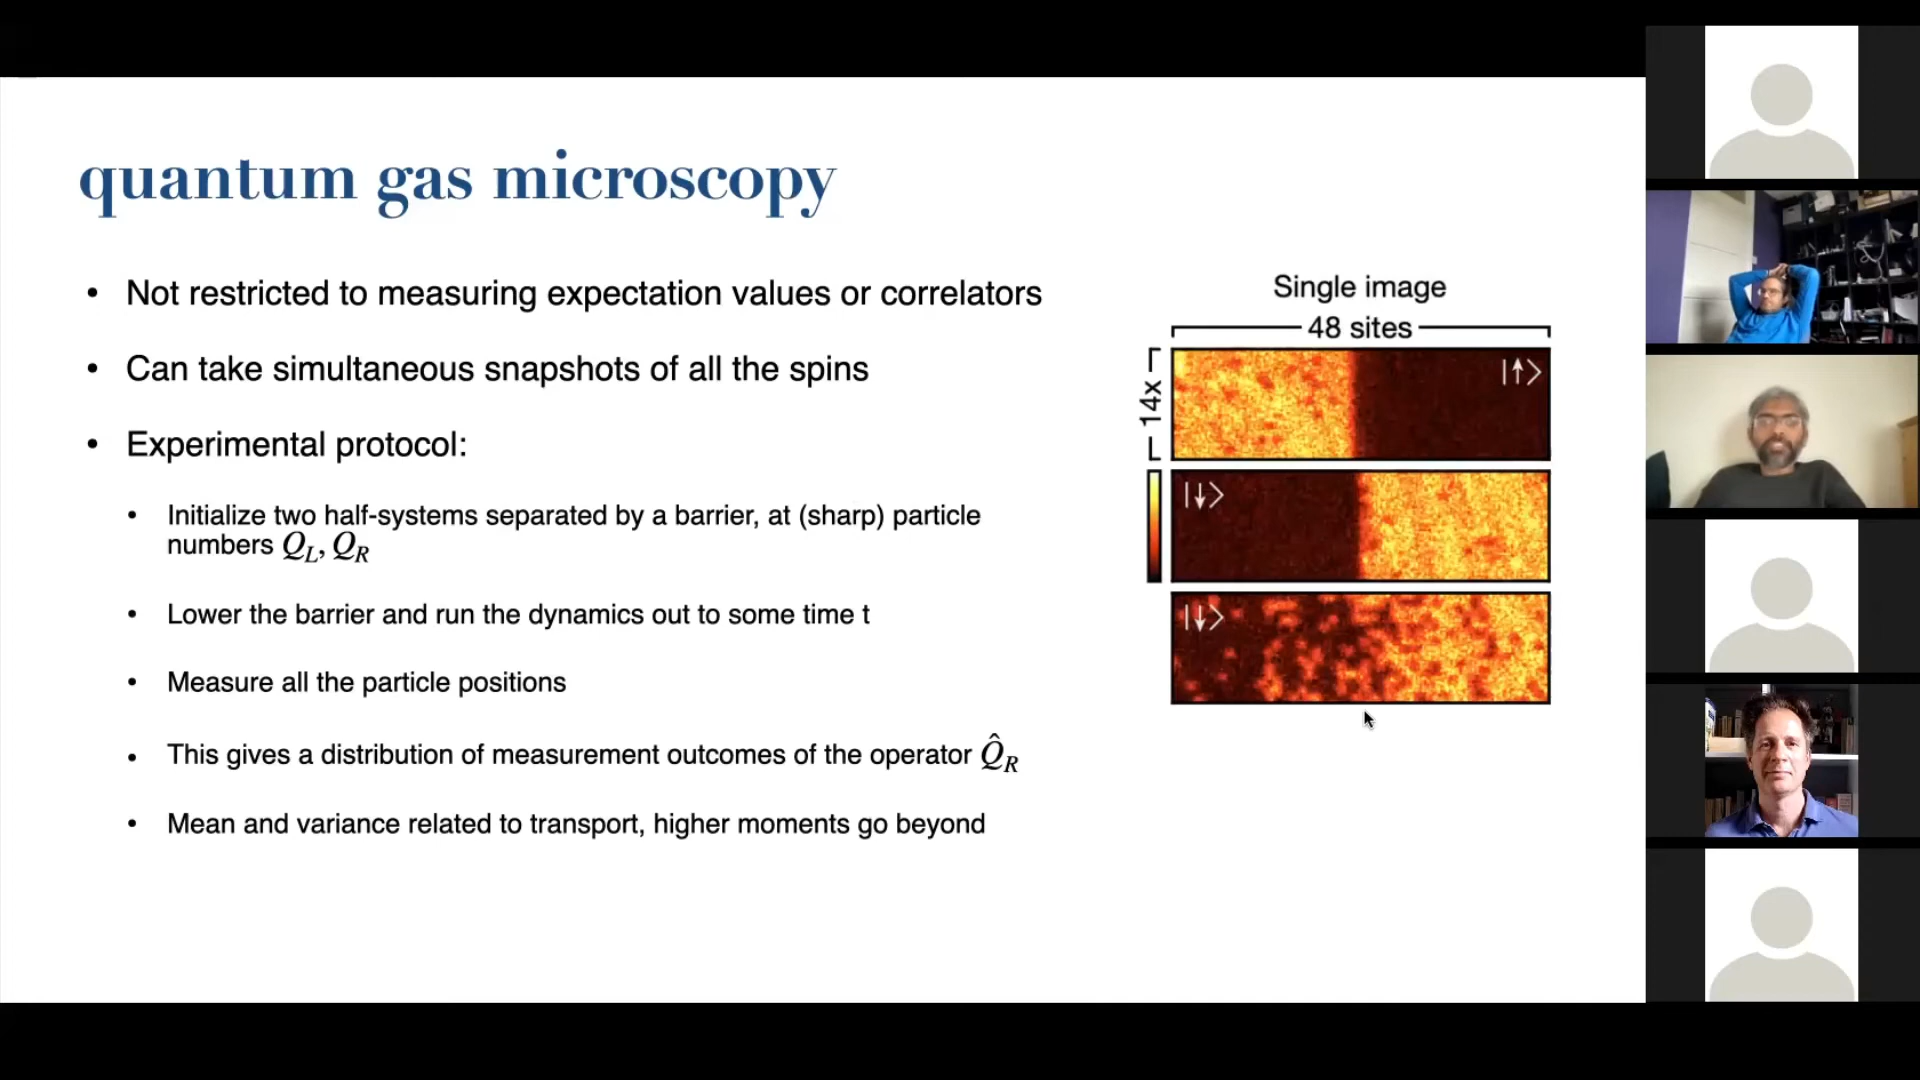 quantum gas microscopy
• Not restricted to measuring expectation values or correlators
• Can take simultaneous snapshots of all the spins
• Experimental protocol:
• Initialize two half-systems separated by a barrier, at (sharp) particle
numbers Q_L, Q_R
• Lower the barrier and run the dynamics out to some time t
• Measure all the particle positions
• This gives a distribution of measurement outcomes of the operator Q̂_R
• Mean and variance related to transport, higher moments go beyond
Single image
48 sites
14x
|↑⟩
|↓⟩
|↓⟩